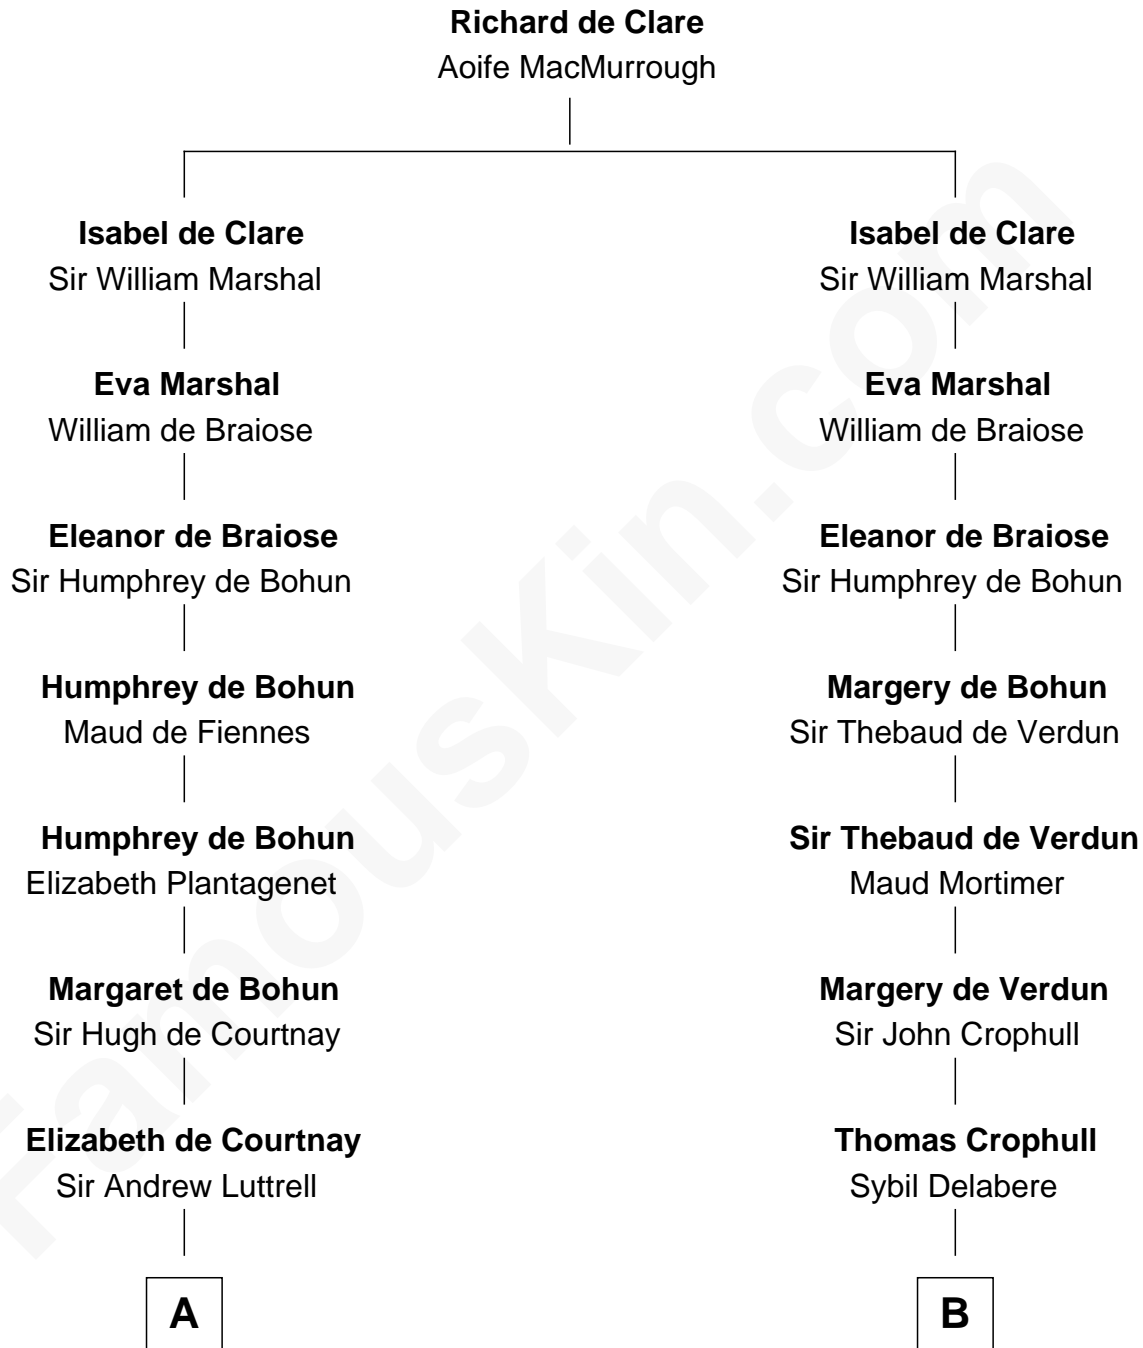 Richard de Clare
Aoife MacMurrough
Isabel de Clare
Sir William Marshal
Eva Marshal
William de Braiose
Eleanor de Braiose
Sir Humphrey de Bohun
Humphrey de Bohun
Maud de Fiennes
Humphrey de Bohun
Elizabeth Plantagenet
Margaret de Bohun
Sir Hugh de Courtnay
Elizabeth de Courtnay
Sir Andrew Luttrell
A
Isabel de Clare
Sir William Marshal
Eva Marshal
William de Braiose
Eleanor de Braiose
Sir Humphrey de Bohun
Margery de Bohun
Sir Thebaud de Verdun
Sir Thebaud de Verdun
Maud Mortimer
Margery de Verdun
Sir John Crophull
Thomas Crophull
Sybil Delabere
B
FamousKin.com